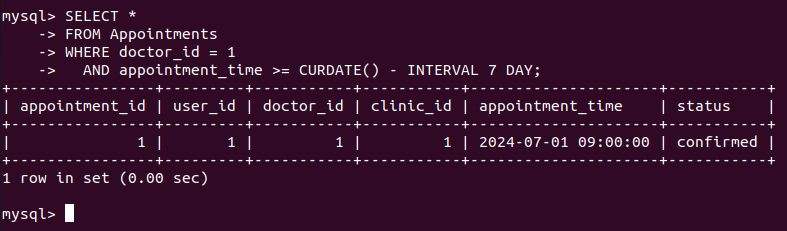 mysql> SELECT *
    -> FROM Appointments
    -> WHERE doctor_id = 1
    ->   AND appointment_time >= CURDATE() - INTERVAL 7 DAY;
+----------------+---------+-----------+-----------+---------------------+-----------+
| appointment_id | user_id | doctor_id | clinic_id | appointment_time    | status    |
+----------------+---------+-----------+-----------+---------------------+-----------+
|              1 |       1 |         1 |         1 | 2024-07-01 09:00:00 | confirmed |
+----------------+---------+-----------+-----------+---------------------+-----------+
1 row in set (0.00 sec)
mysql>